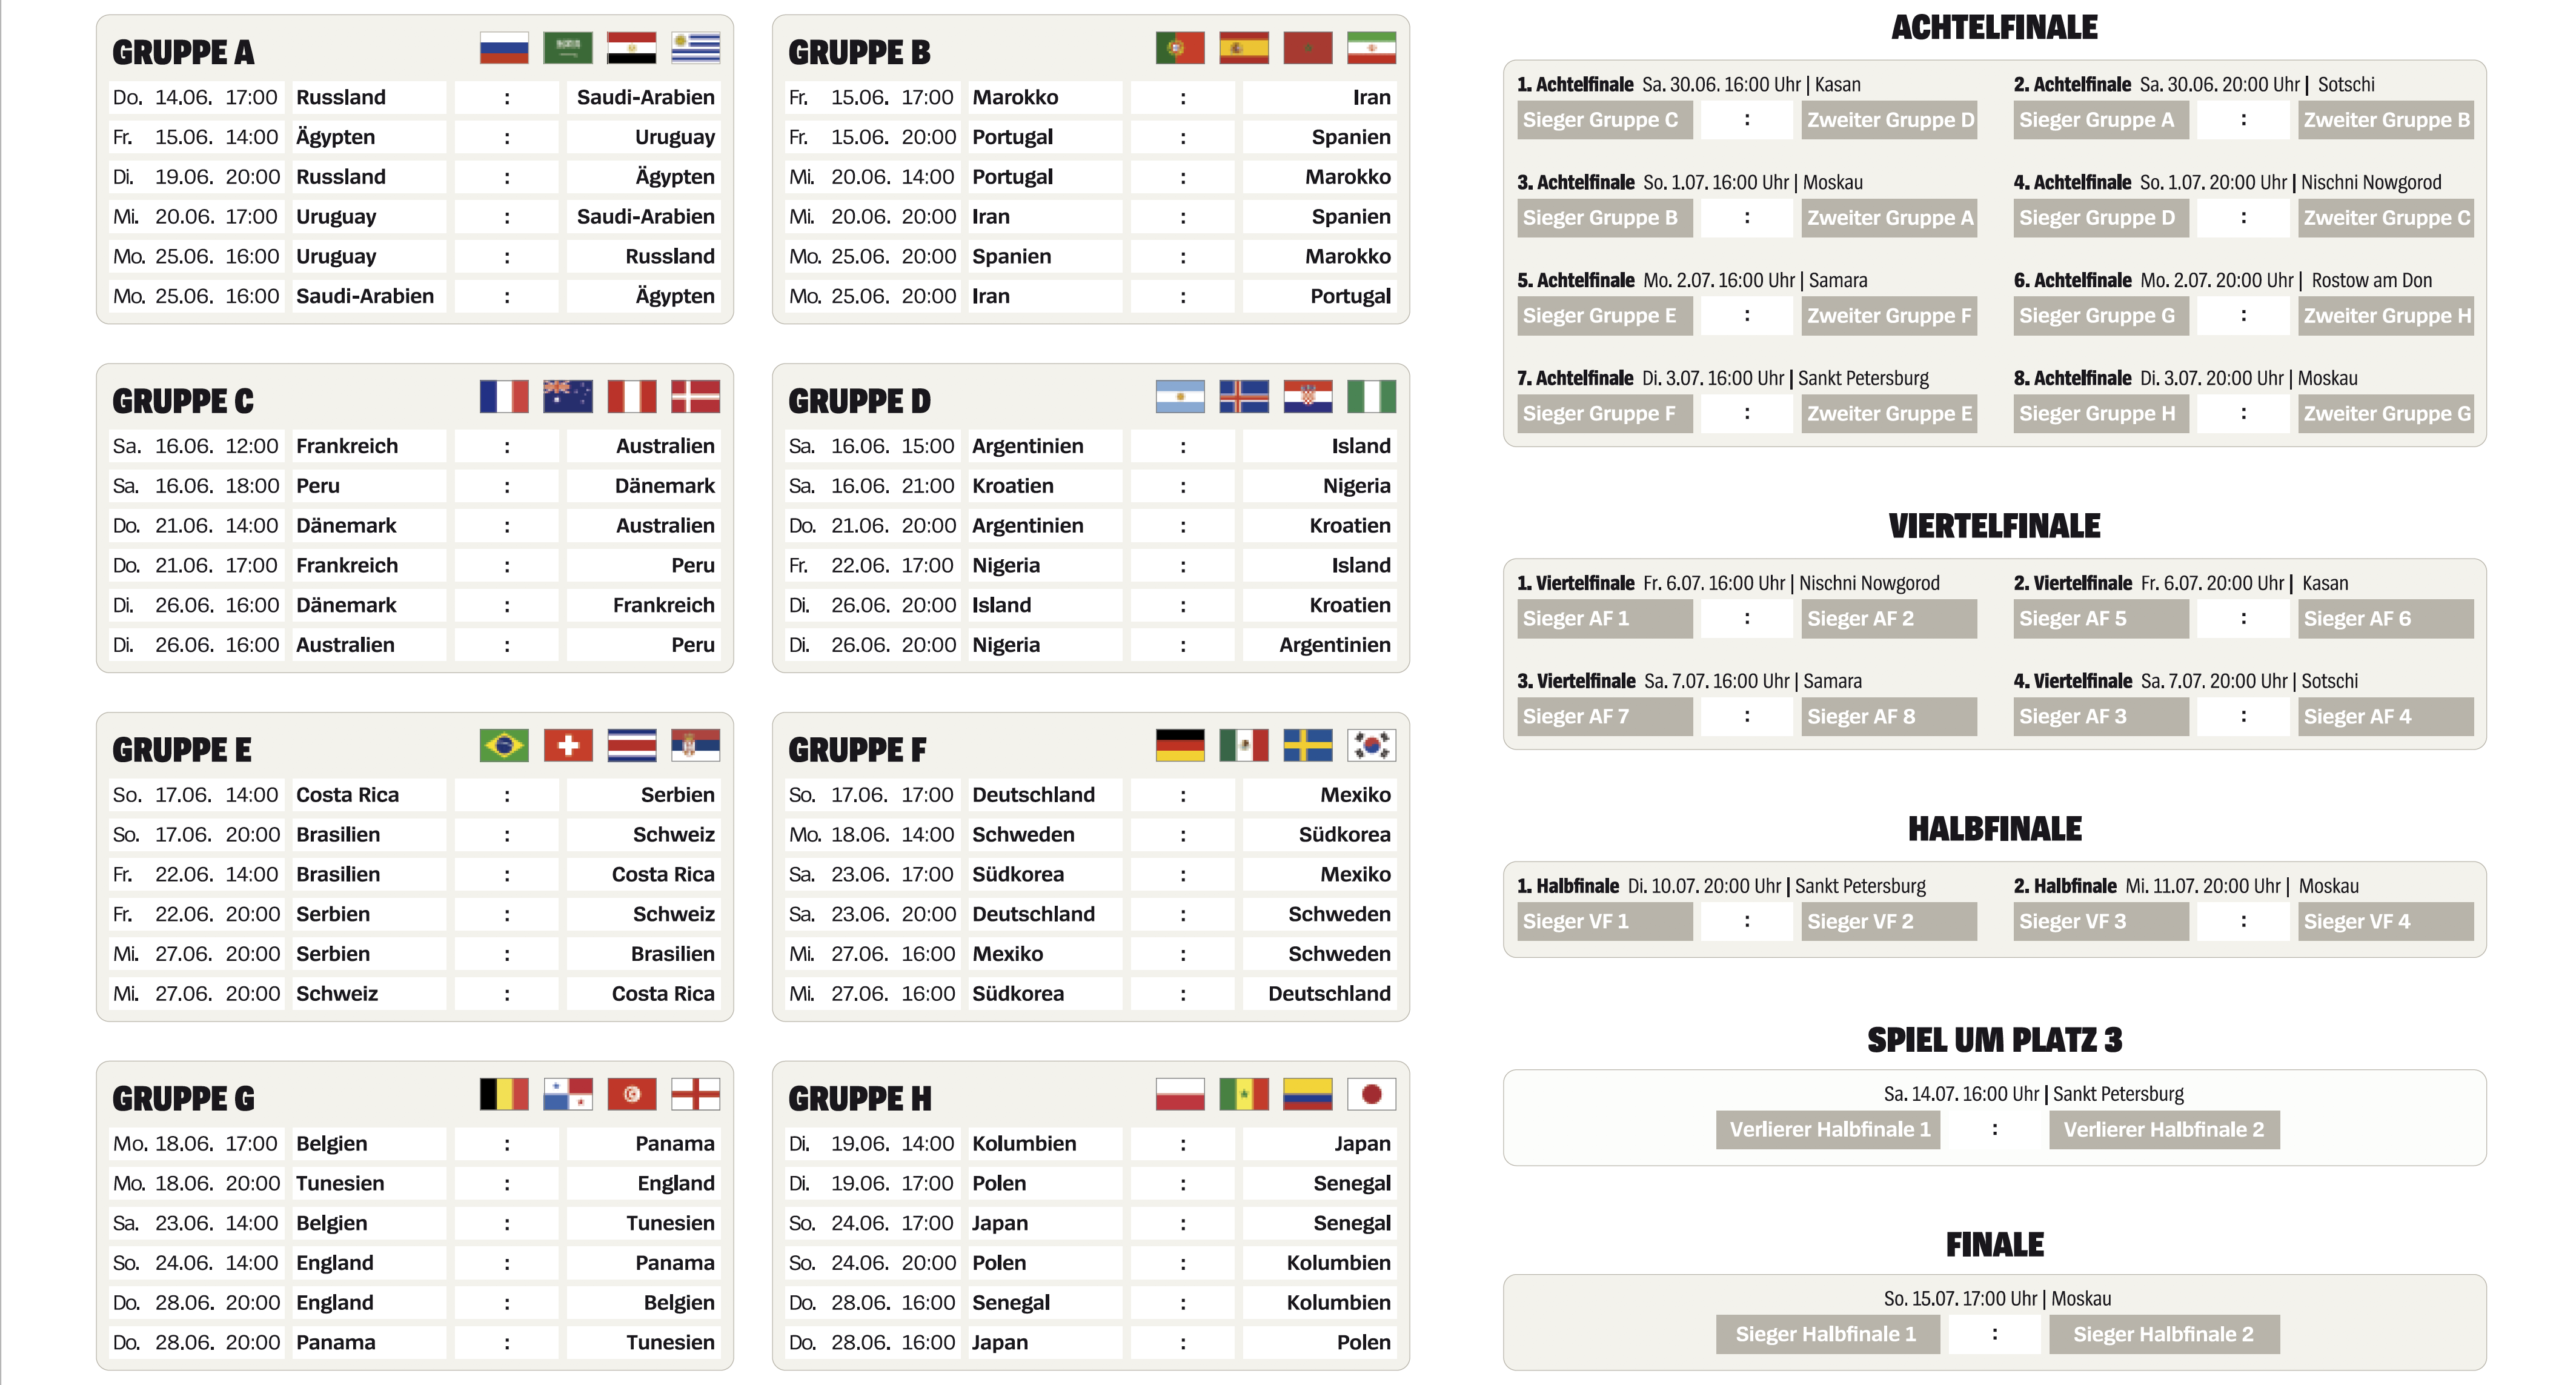 GRUPPE A
Do. 14.06. 17:00 Russland : Saudi-Arabien
Fr. 15.06. 14:00 Ägypten : Uruguay
Di. 19.06. 20:00 Russland : Ägypten
Mi. 20.06. 17:00 Uruguay : Saudi-Arabien
Mo. 25.06. 16:00 Uruguay : Russland
Mo. 25.06. 16:00 Saudi-Arabien : Ägypten
GRUPPE B
Fr. 15.06. 17:00 Marokko : Iran
Fr. 15.06. 20:00 Portugal : Spanien
Mi. 20.06. 14:00 Portugal : Marokko
Mi. 20.06. 20:00 Iran : Spanien
Mo. 25.06. 20:00 Spanien : Marokko
Mo. 25.06. 20:00 Iran : Portugal
GRUPPE C
Sa. 16.06. 12:00 Frankreich : Australien
Sa. 16.06. 18:00 Peru : Dänemark
Do. 21.06. 14:00 Dänemark : Australien
Do. 21.06. 17:00 Frankreich : Peru
Di. 26.06. 16:00 Dänemark : Frankreich
Di. 26.06. 16:00 Australien : Peru
GRUPPE D
Sa. 16.06. 15:00 Argentinien : Island
Sa. 16.06. 21:00 Kroatien : Nigeria
Do. 21.06. 20:00 Argentinien : Kroatien
Fr. 22.06. 17:00 Nigeria : Island
Di. 26.06. 20:00 Island : Kroatien
Di. 26.06. 20:00 Nigeria : Argentinien
GRUPPE E
So. 17.06. 14:00 Costa Rica : Serbien
So. 17.06. 20:00 Brasilien : Schweiz
Fr. 22.06. 14:00 Brasilien : Costa Rica
Fr. 22.06. 20:00 Serbien : Schweiz
Mi. 27.06. 20:00 Serbien : Brasilien
Mi. 27.06. 20:00 Schweiz : Costa Rica
GRUPPE F
So. 17.06. 17:00 Deutschland : Mexiko
Mo. 18.06. 14:00 Schweden : Südkorea
Sa. 23.06. 17:00 Südkorea : Mexiko
Sa. 23.06. 20:00 Deutschland : Schweden
Mi. 27.06. 16:00 Mexiko : Schweden
Mi. 27.06. 16:00 Südkorea : Deutschland
GRUPPE G
Mo. 18.06. 17:00 Belgien : Panama
Mo. 18.06. 20:00 Tunesien : England
Sa. 23.06. 14:00 Belgien : Tunesien
So. 24.06. 14:00 England : Panama
Do. 28.06. 20:00 England : Belgien
Do. 28.06. 20:00 Panama : Tunesien
GRUPPE H
Di. 19.06. 14:00 Kolumbien : Japan
Di. 19.06. 17:00 Polen : Senegal
So. 24.06. 17:00 Japan : Senegal
So. 24.06. 20:00 Polen : Kolumbien
Do. 28.06. 16:00 Senegal : Kolumbien
Do. 28.06. 16:00 Japan : Polen
ACHTELFINALE
1. Achtelfinale Sa. 30.06. 16:00 Uhr | Kasan
Sieger Gruppe C : Zweiter Gruppe D
2. Achtelfinale Sa. 30.06. 20:00 Uhr | Sotschi
Sieger Gruppe A : Zweiter Gruppe B
3. Achtelfinale So. 1.07. 16:00 Uhr | Moskau
Sieger Gruppe B : Zweiter Gruppe A
4. Achtelfinale So. 1.07. 20:00 Uhr | Nischni Nowgorod
Sieger Gruppe D : Zweiter Gruppe C
5. Achtelfinale Mo. 2.07. 16:00 Uhr | Samara
Sieger Gruppe E : Zweiter Gruppe F
6. Achtelfinale Mo. 2.07. 20:00 Uhr | Rostow am Don
Sieger Gruppe G : Zweiter Gruppe H
7. Achtelfinale Di. 3.07. 16:00 Uhr | Sankt Petersburg
Sieger Gruppe F : Zweiter Gruppe E
8. Achtelfinale Di. 3.07. 20:00 Uhr | Moskau
Sieger Gruppe H : Zweiter Gruppe G
VIERTELFINALE
1. Viertelfinale Fr. 6.07. 16:00 Uhr | Nischni Nowgorod
Sieger AF 1 : Sieger AF 2
2. Viertelfinale Fr. 6.07. 20:00 Uhr | Kasan
Sieger AF 5 : Sieger AF 6
3. Viertelfinale Sa. 7.07. 16:00 Uhr | Samara
Sieger AF 7 : Sieger AF 8
4. Viertelfinale Sa. 7.07. 20:00 Uhr | Sotschi
Sieger AF 3 : Sieger AF 4
HALBFINALE
1. Halbfinale Di. 10.07. 20:00 Uhr | Sankt Petersburg
Sieger VF 1 : Sieger VF 2
2. Halbfinale Mi. 11.07. 20:00 Uhr | Moskau
Sieger VF 3 : Sieger VF 4
SPIEL UM PLATZ 3
Sa. 14.07. 16:00 Uhr | Sankt Petersburg
Verlierer Halbfinale 1 : Verlierer Halbfinale 2
FINALE
So. 15.07. 17:00 Uhr | Moskau
Sieger Halbfinale 1 : Sieger Halbfinale 2